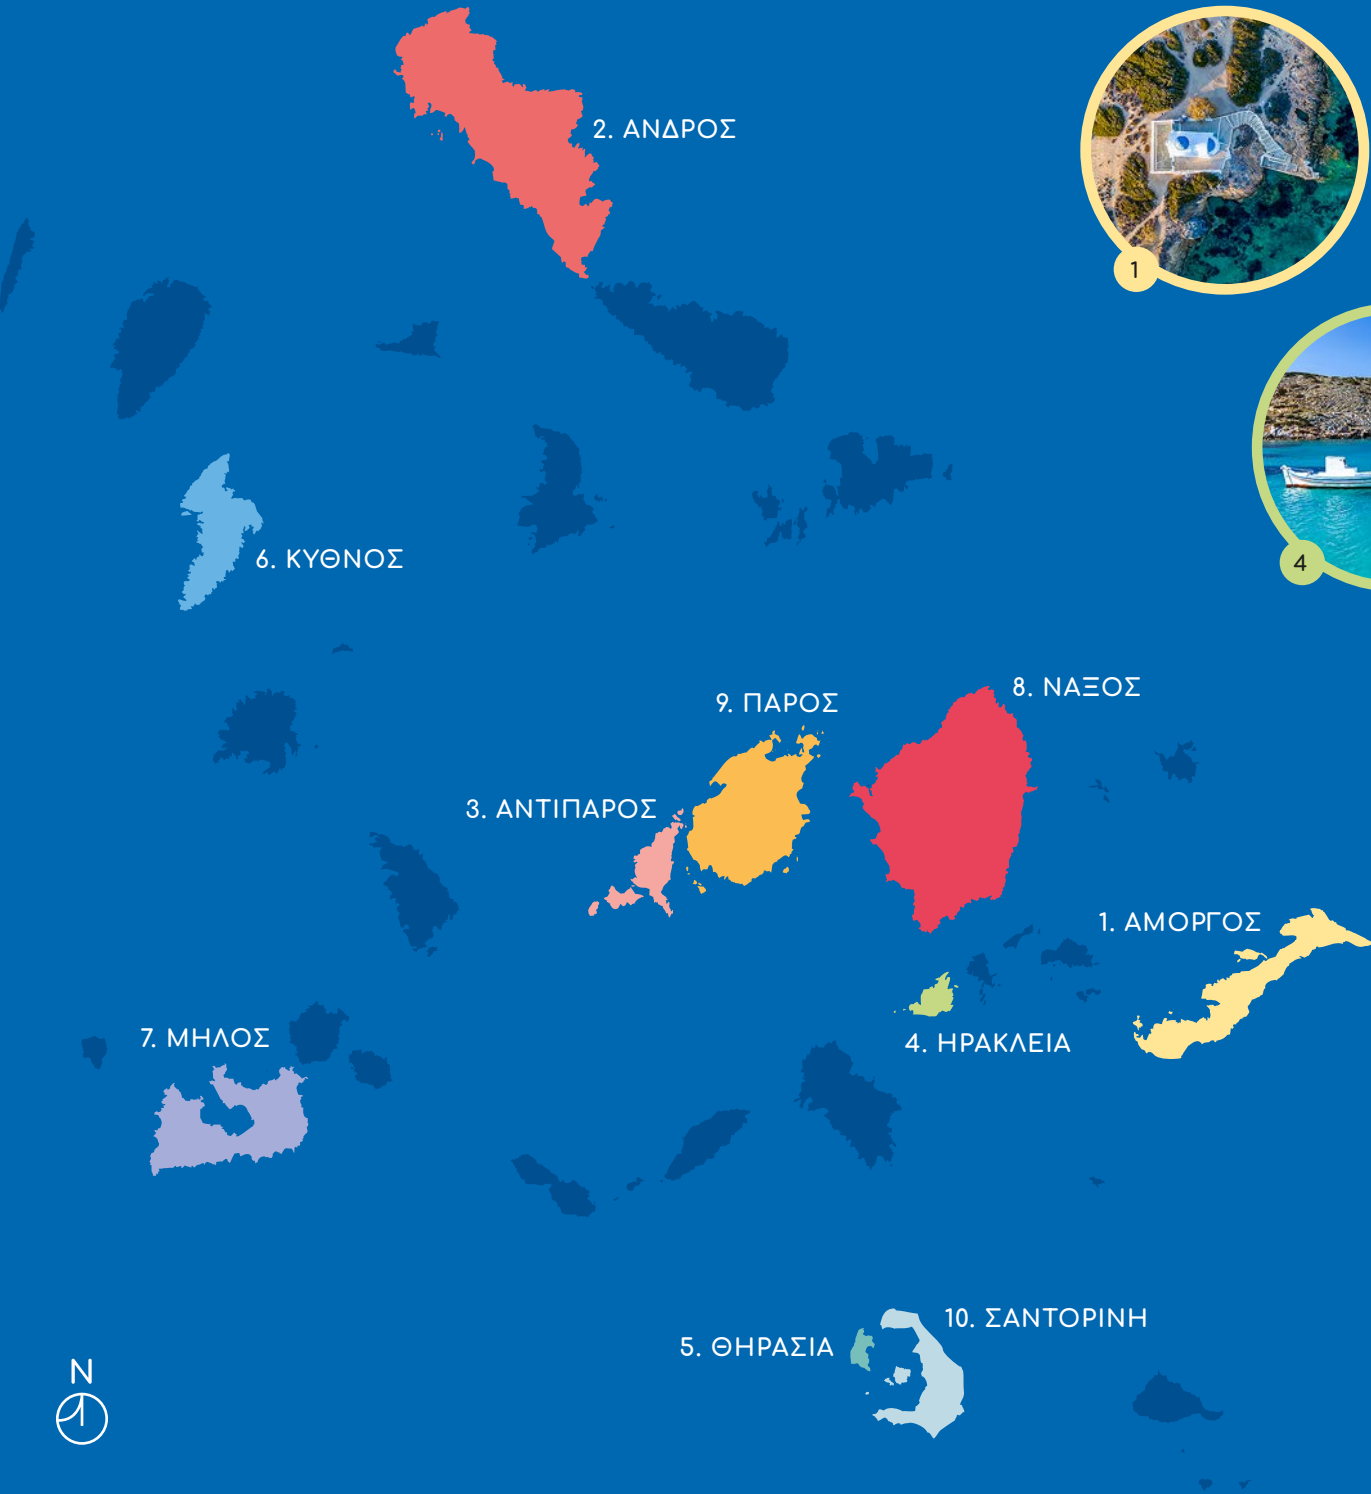 2. ΑΝΔΡΟΣ
1
6. ΚΥΘΝΟΣ
4
8. ΝΑΞΟΣ
9. ΠΑΡΟΣ
3. ΑΝΤΙΠΑΡΟΣ
1. ΑΜΟΡΓΟΣ
7. ΜΗΛΟΣ
4. ΗΡΑΚΛΕΙΑ
10. ΣΑΝΤΟΡΙΝΗ
5. ΘΗΡΑΣΙΑ
N